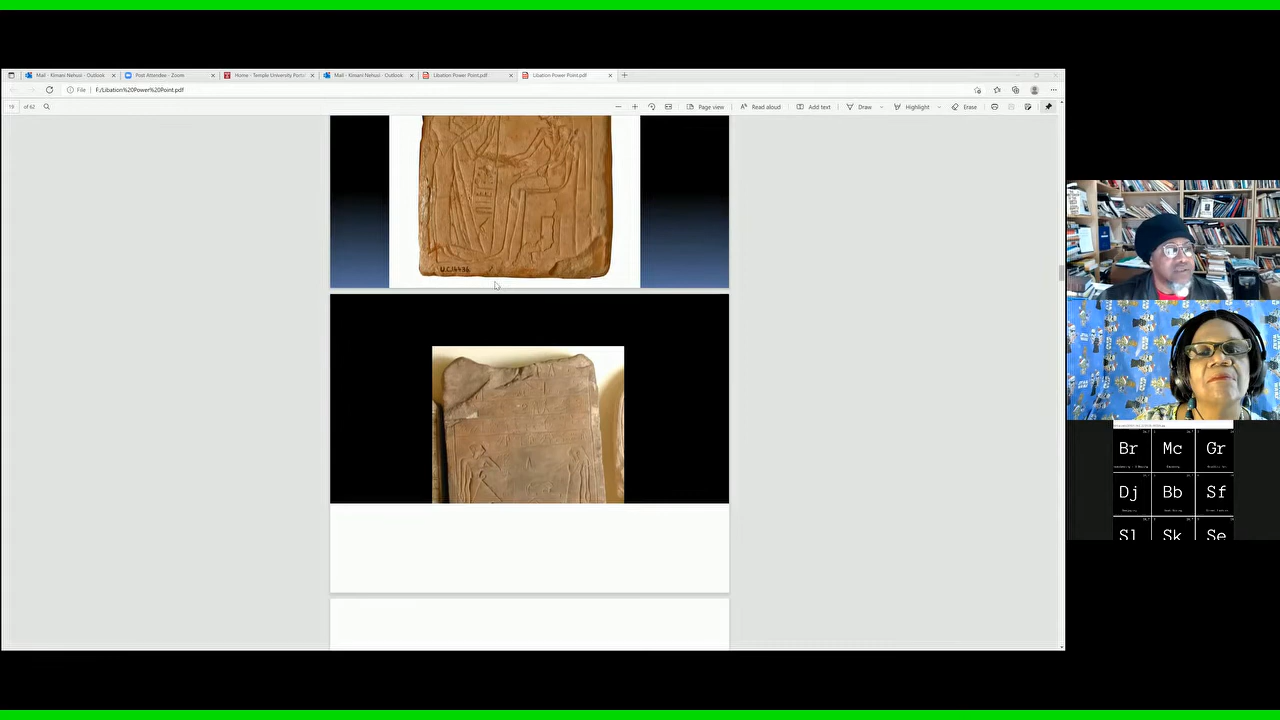 Mail - Kimani Nehusi - Outlook
Post Attendee - Zoom
Home - Temple University Porta
Mail - Kimani Nehusi - Outlook
Libation Power Point.pdf
Libation Power Point.pdf
File
F:/Libation%20Power%20Point.pdf
19 of 62
Page view
Read aloud
Add text
Draw
Highlight
Erase
Br Mc Gr
Dj Bb Sf
Sl Sk Se